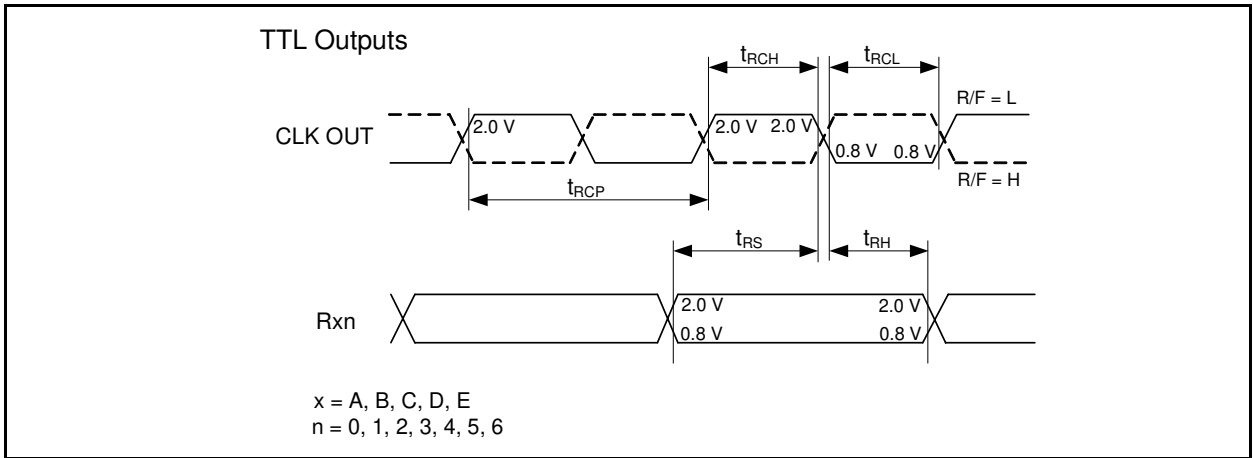 TTL Outputs
tRCH tRCL
R/F = L
CLK OUT 2.0 V 2.0 V 2.0 V 0.8 V 0.8 V
R/F = H
tRCP
tRS tRH
2.0 V 2.0 V
Rxn
0.8 V 0.8 V
x = A, B, C, D, E
n = 0, 1, 2, 3, 4, 5, 6